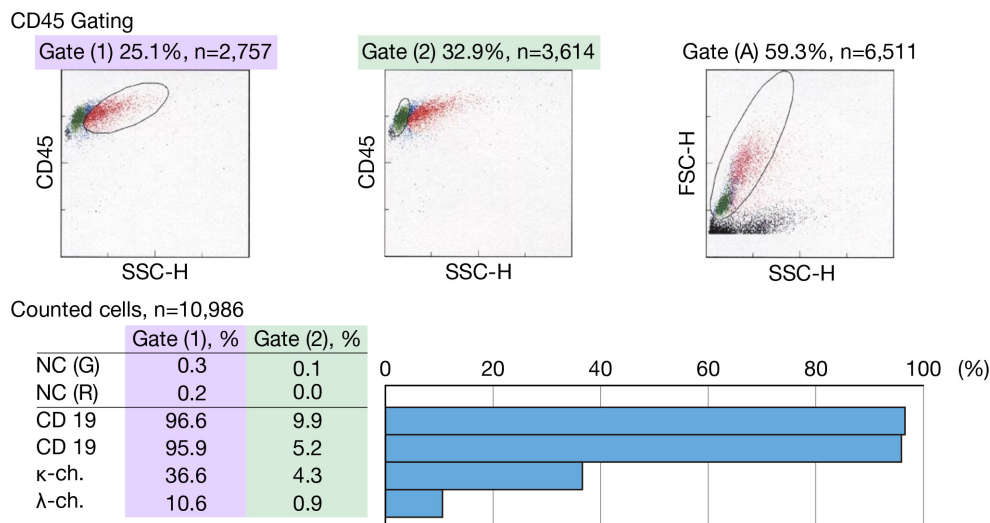 CD45 Gating
Gate (1) 25.1%, n=2,757
Gate (2) 32.9%, n=3,614
Gate (A) 59.3%, n=6,511
CD45
CD45
FSC-H
SSC-H
SSC-H
SSC-H
Counted cells, n=10,986
Gate (1), % Gate (2), %
NC (G) 0.3 0.1
NC (R) 0.2 0.0
CD 19 96.6 9.9
CD 19 95.9 5.2
κ-ch. 36.6 4.3
λ-ch. 10.6 0.9
0 20 40 60 80 100 (%)